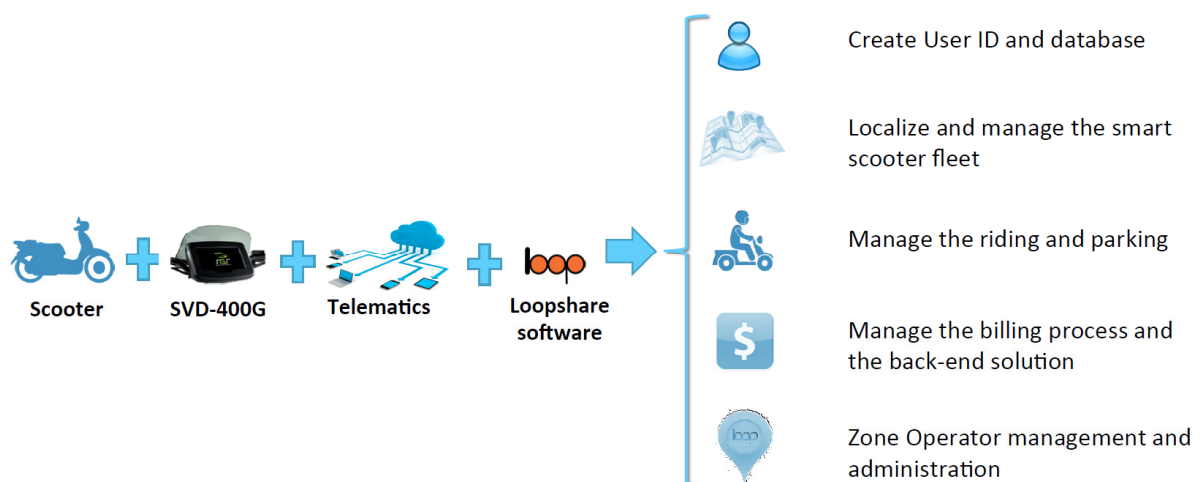 Create User ID and database
Localize and manage the smart
scooter fleet
Manage the riding and parking
Manage the billing process and
the back-end solution
Zone Operator management and
administration
loop
$
loop
Scooter
SVD-400G
Telematics
Loopshare
software